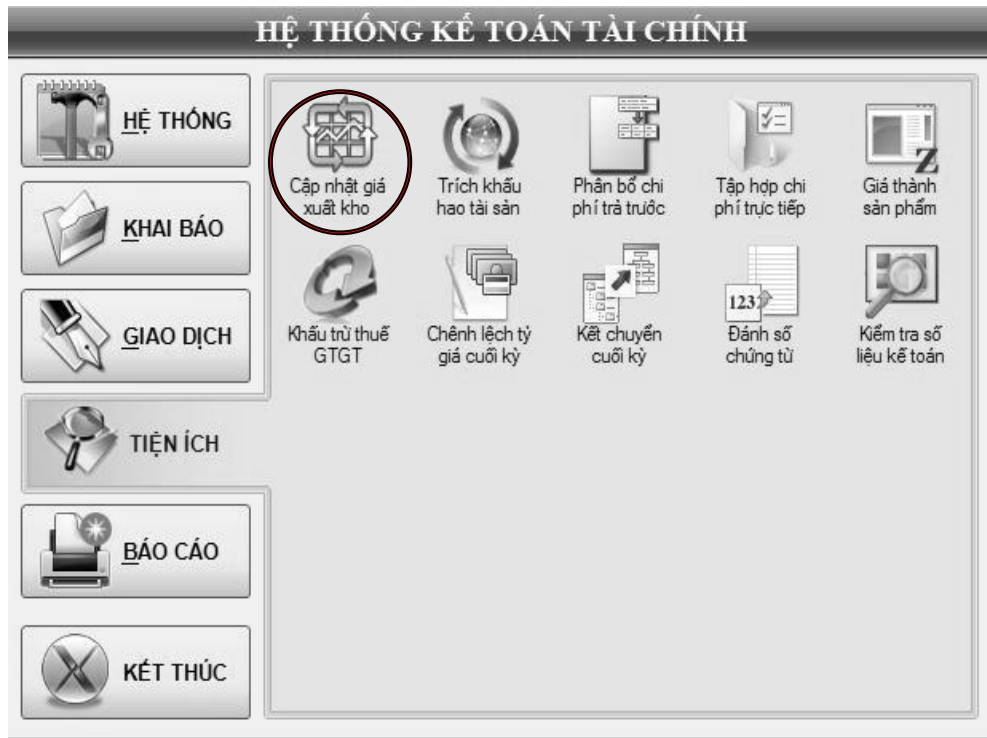 HỆ THỐNG KẾ TOÁN TÀI CHÍNH
HỆ THỐNG
KHAI BÁO
GIAO DỊCH
TIỆN ÍCH
BÁO CÁO
KẾT THÚC
Cập nhật giá
xuất kho
Trích khấu
hao tài sản
Phân bổ chi
phí trả trước
Tập hợp chi
phí trực tiếp
Z
Giá thành
sản phẩm
Khấu trừ thuế
GTGT
Chênh lệch tỷ
giá cuối kỳ
Kết chuyển
cuối kỳ
123
Đánh số
chứng từ
Kiểm tra số
liệu kế toán